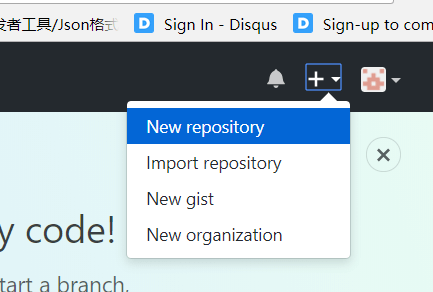 发者工具/Json格式
Sign In - Disqus
Sign-up to com
New repository
Import repository
New gist
New organization
y code!
tart a branch.